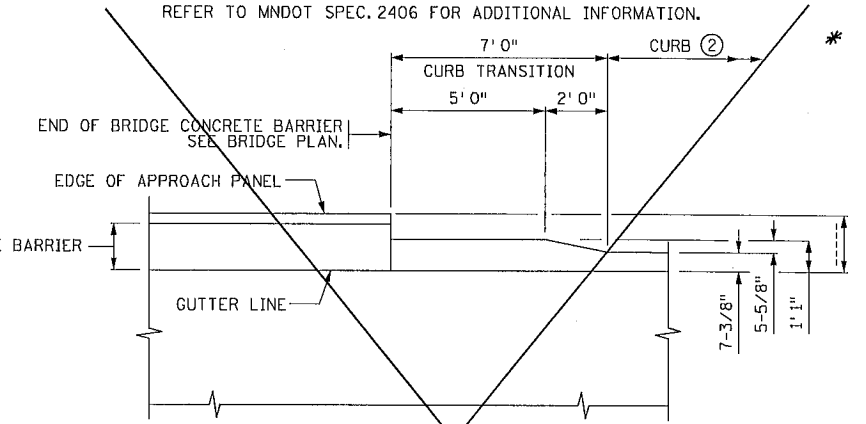 REFER TO MNDOT SPEC. 2406 FOR ADDITIONAL INFORMATION.
7'0"
CURB ②
*
CURB TRANSITION
5'0"
2'0"
END OF BRIDGE CONCRETE BARRIER
SEE BRIDGE PLAN.
EDGE OF APPROACH PANEL
BARRIER
GUTTER LINE
7-3/8"
5-5/8"
1'1"